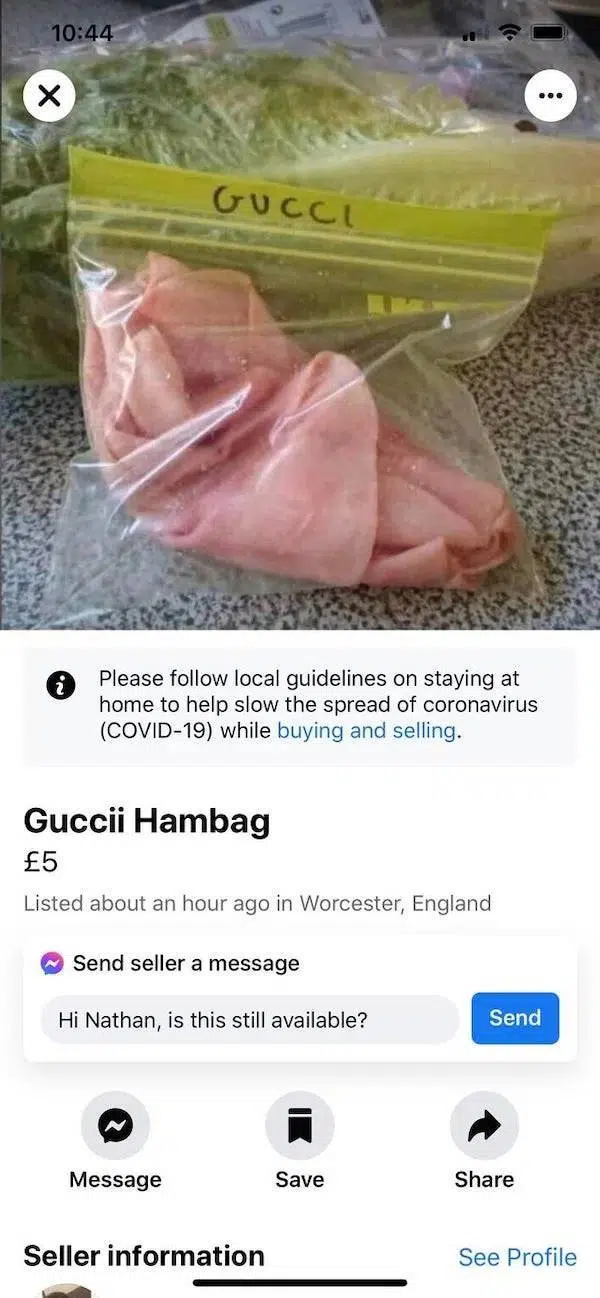 10:44
GUCCI
Please follow local guidelines on staying at
home to help slow the spread of coronavirus
(COVID-19) while buying and selling.
Guccii Hambag
£5
Listed about an hour ago in Worcester, England
Send seller a message
Hi Nathan, is this still available?
Send
Message
Save
Share
Seller information
See Profile